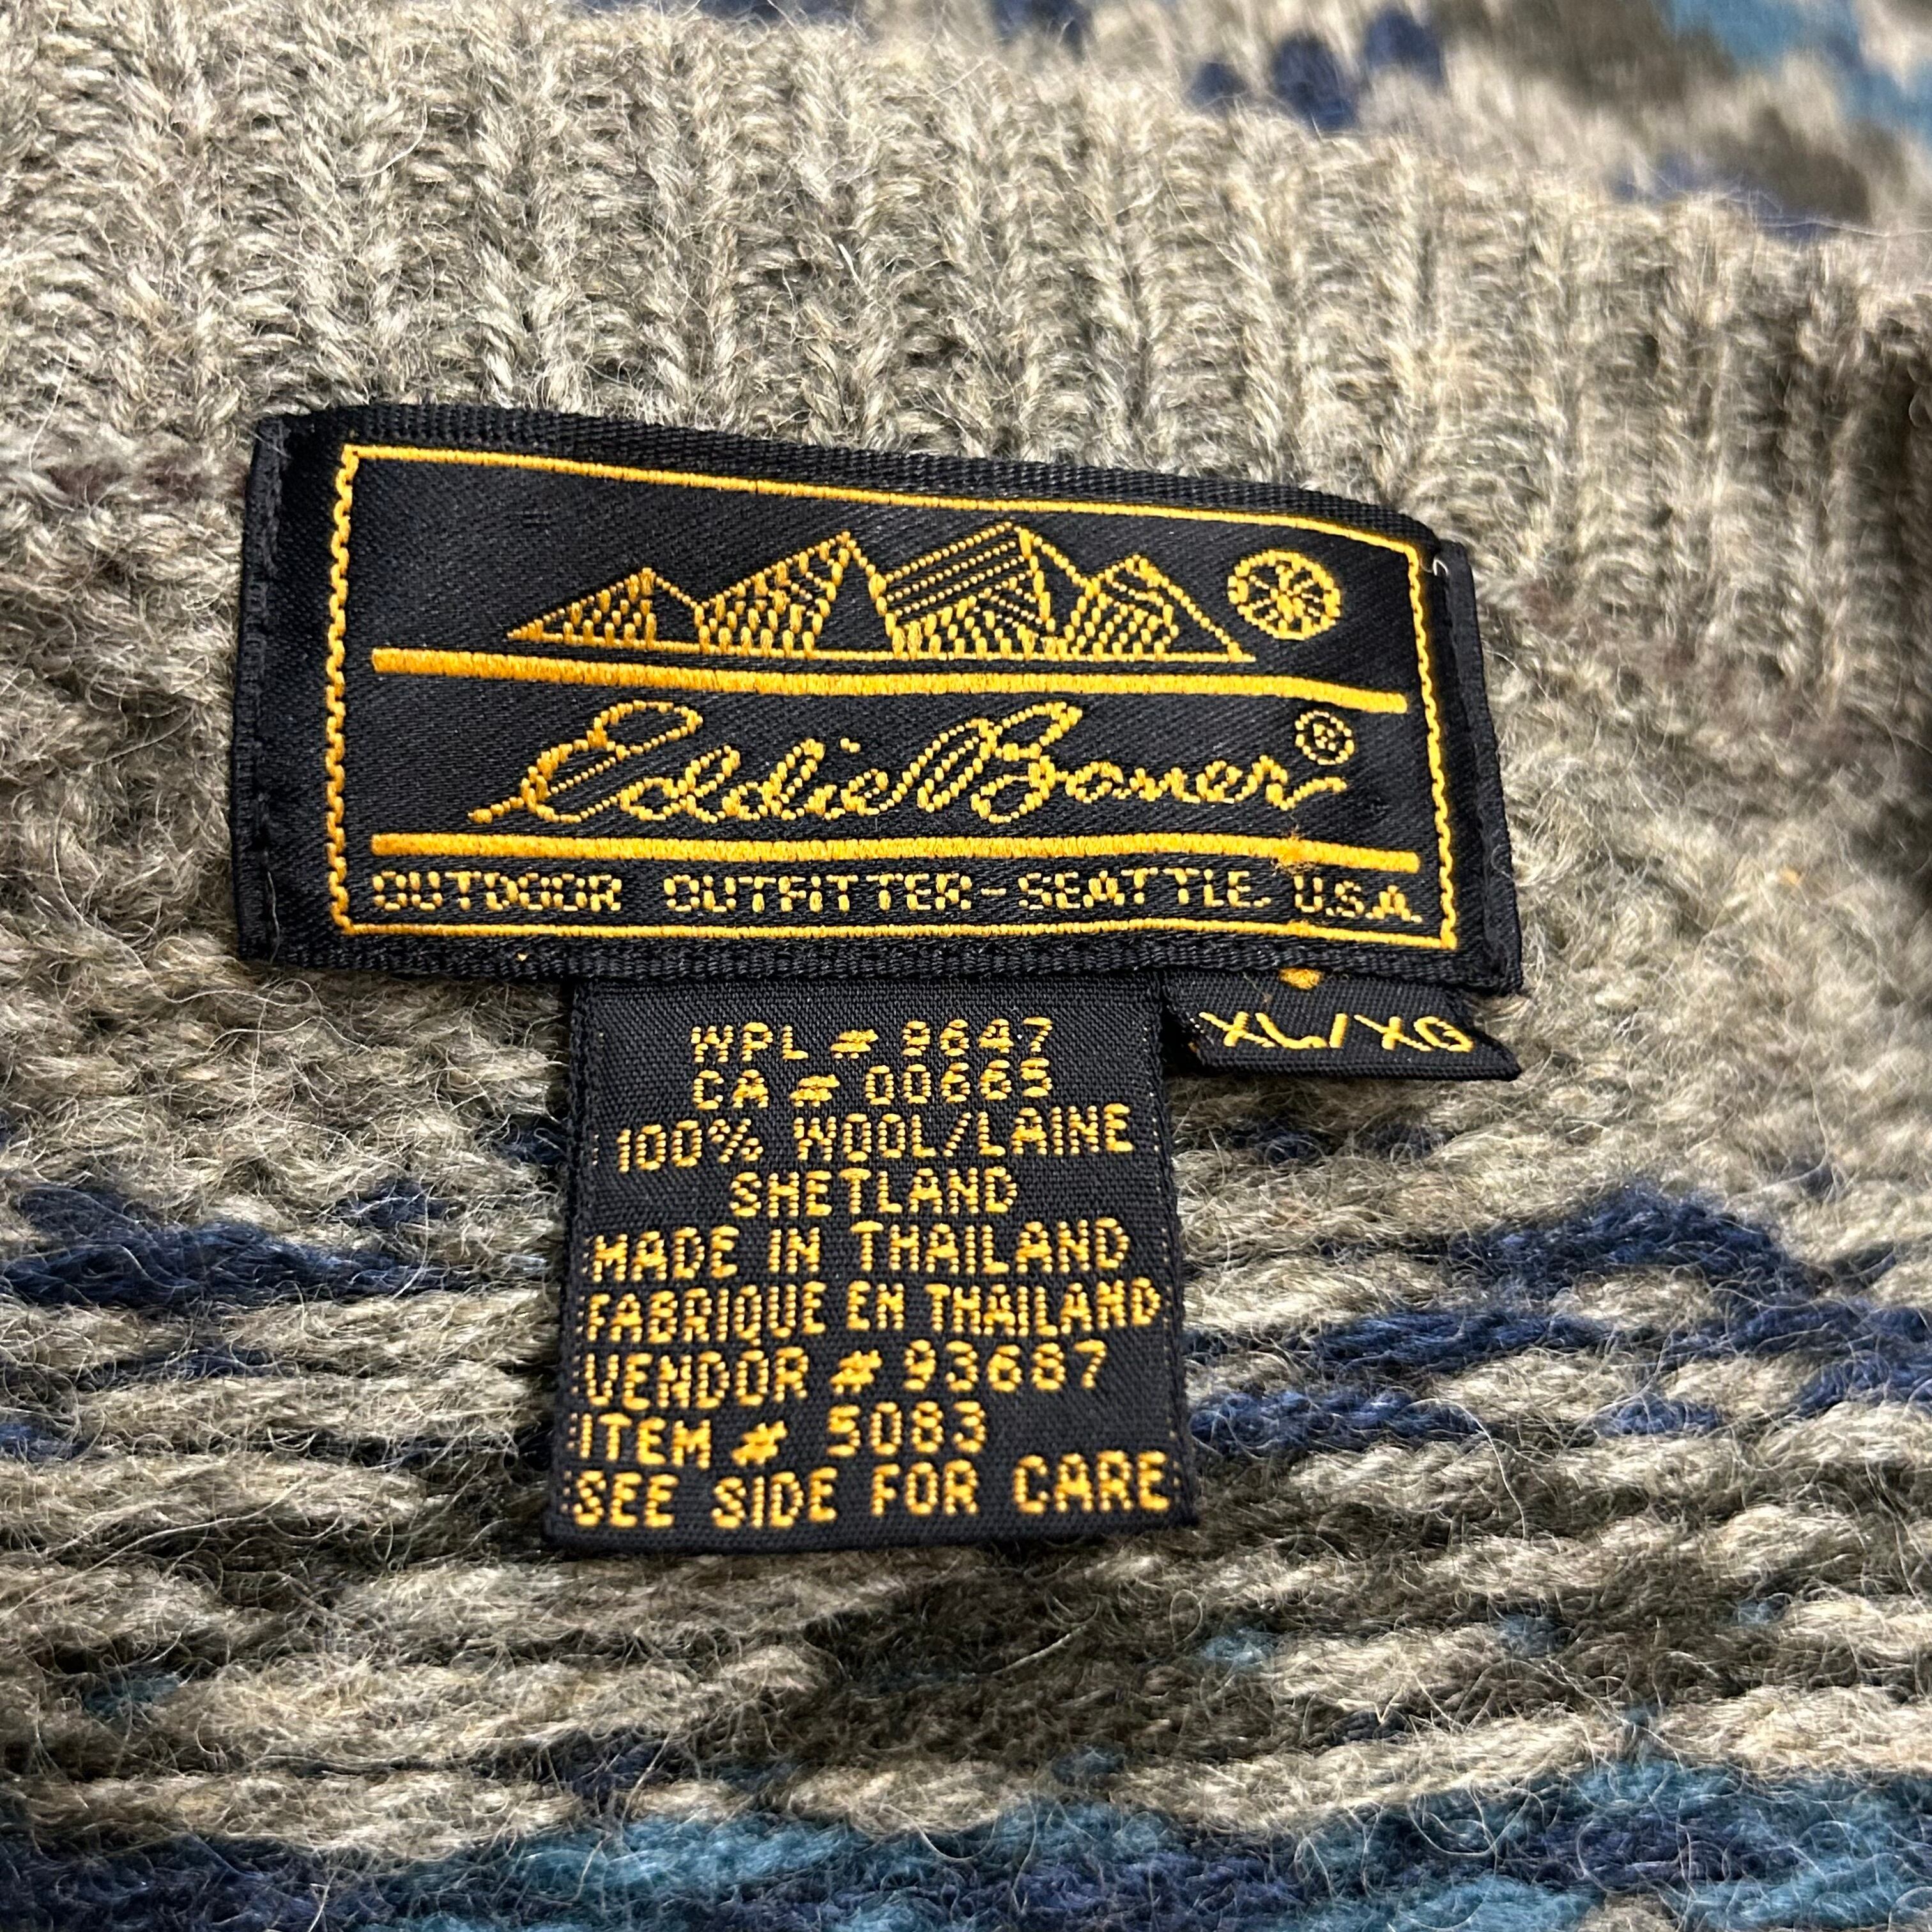 Eddie Bauer®
OUTDOOR OUTFITTER-SEATTLE, U.S.A.
XL/XG
WPL # 9647
CA # 00665
100% WOOL/LAINE
SHETLAND
MADE IN THAILAND
FABRIQUE EN THAILAND
VENDOR # 93687
ITEM # 5083
SEE SIDE FOR CARE